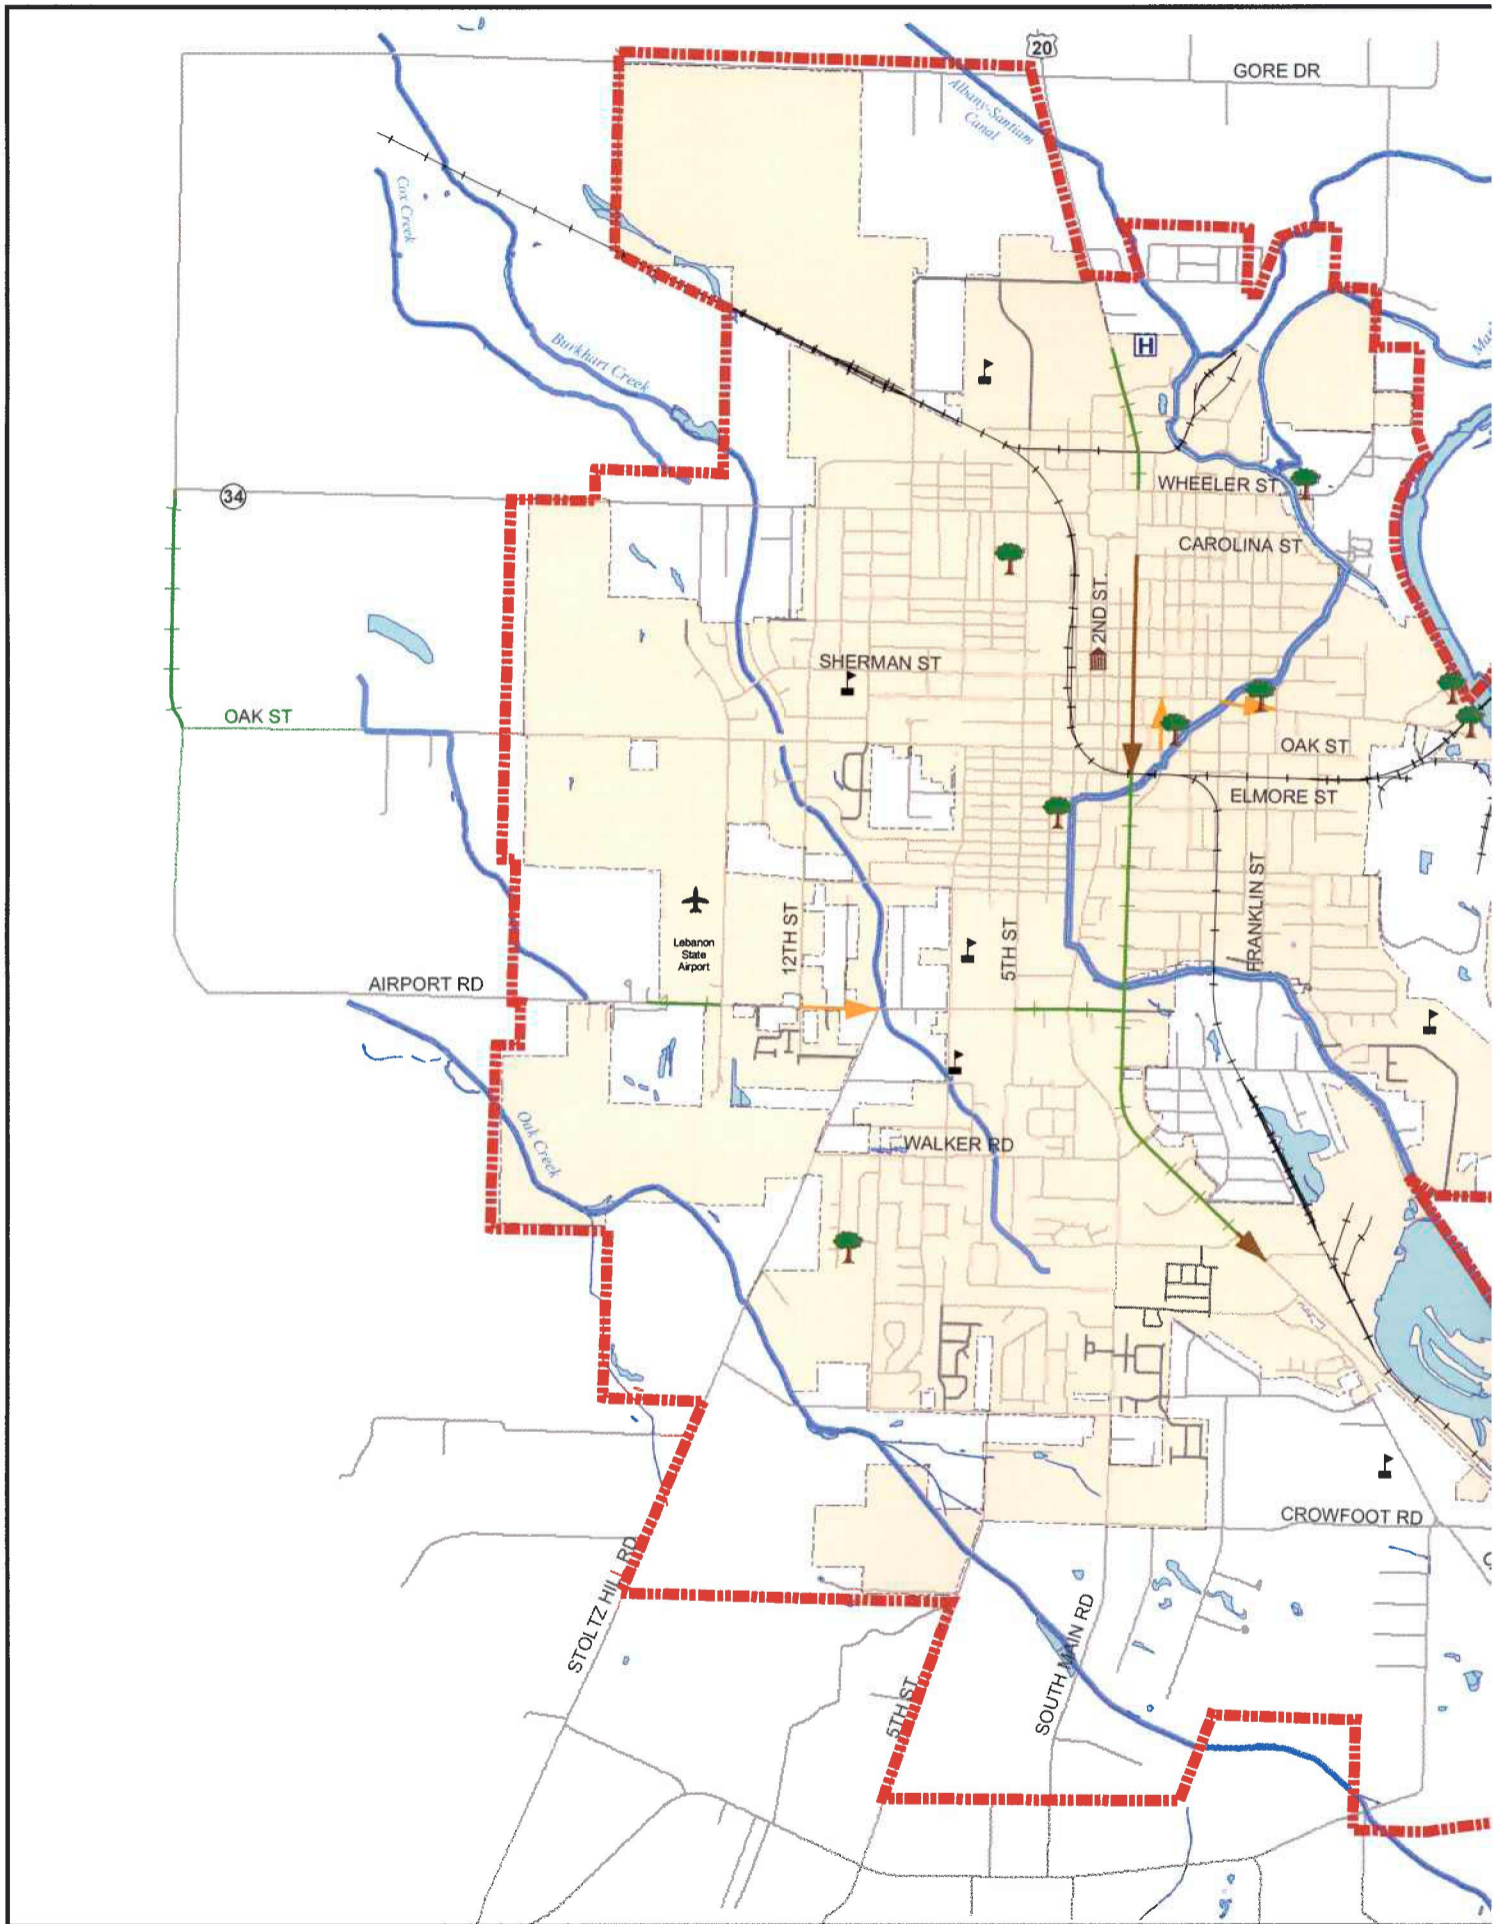 20
GORE DR
Albany-Santiam
Canal
Cox Creek
Burkhart Creek
H
34
WHEELER ST
CAROLINA ST
2ND ST.
SHERMAN ST
OAK ST
OAK ST
ELMORE ST
FRANKLIN ST
Lebanon
State
Airport
12TH ST
5TH ST
AIRPORT RD
Oak Creek
WALKER RD
CROWFOOT RD
STOLTZ HILL RD
SOUTH MAIN RD
5TH ST